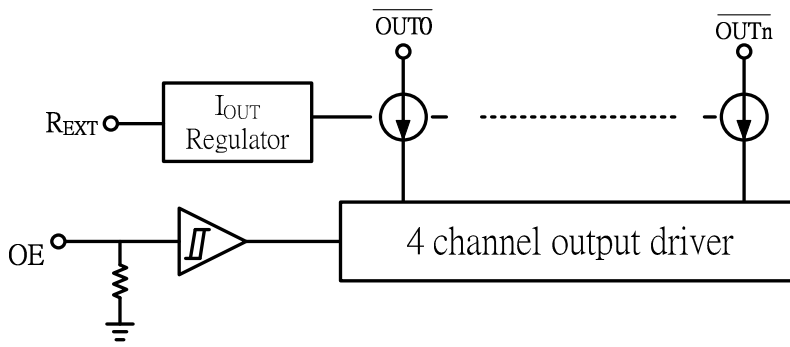 OUT0
OUTn
IOUT
REXT
Regulator
OE
4 channel output driver